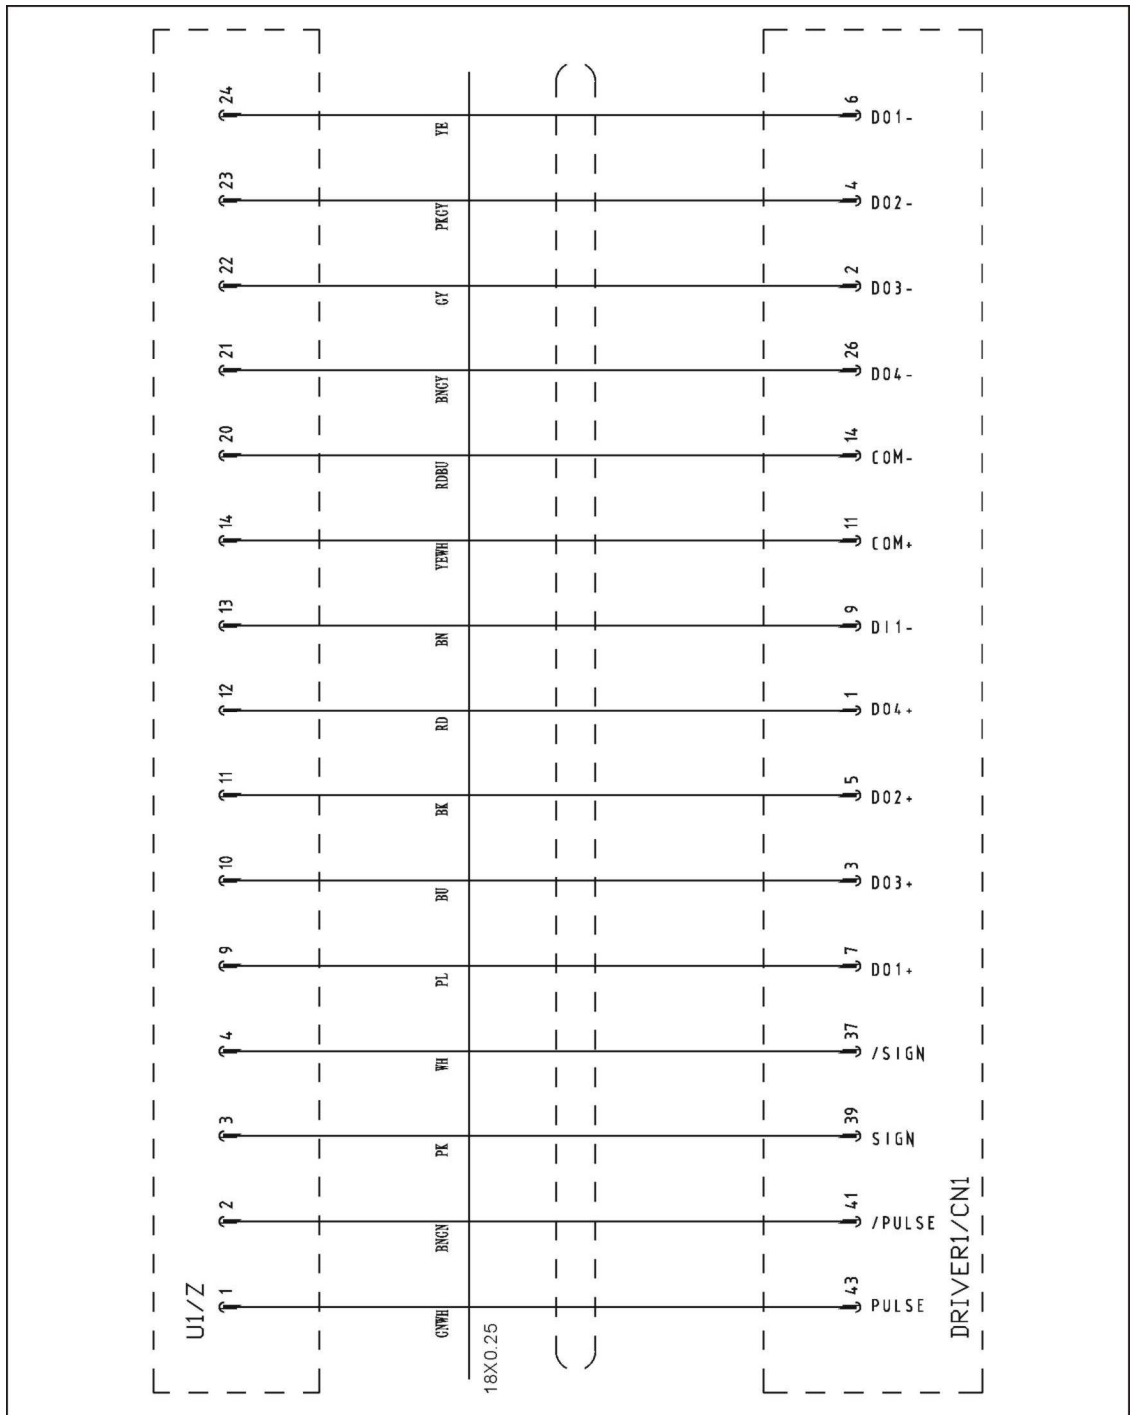 24 YE 6 DO1-
23 PKGY 4 DO2-
22 GY 2 DO3-
21 BNGY 26 DO4-
20 RDBU 14 COM-
14 YEWH 11 COM+
13 BN 9 DI1-
12 RD 1 DO4+
11 BK 5 DO2+
10 BU 3 DO3+
9 PL 7 DO1+
4 WH 37 /SIGN
3 PK 39 SIGN
2 BNGN 41 /PULSE
1 GNWH 43 PULSE
U1/Z
18X0.25
DRIVER1/CN1